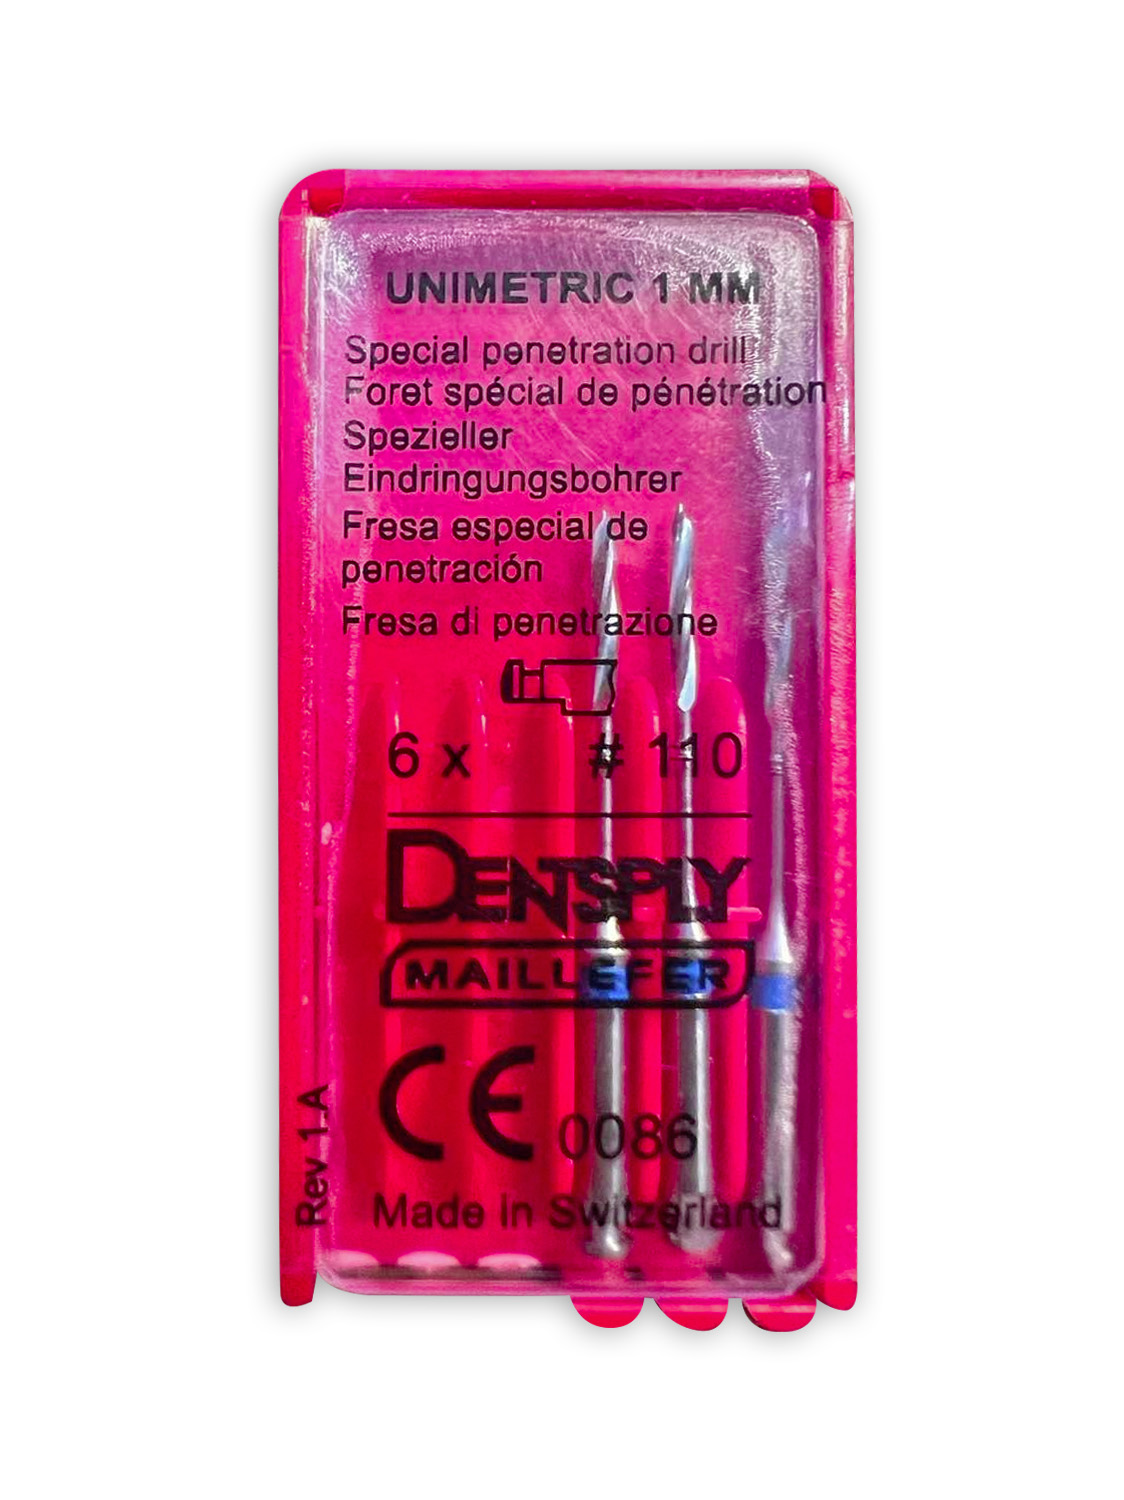 UNIMETRIC 1 MM
Special penetration drill
Foret spécial de pénétration
Spezieller
Eindringungsbohrer
Fresa especial de
penetración
Fresa di penetrazione
6 x # 110
DENTSPLY
MAILLEFER
CE 0086
Made in Switzerland
Rev 1.A